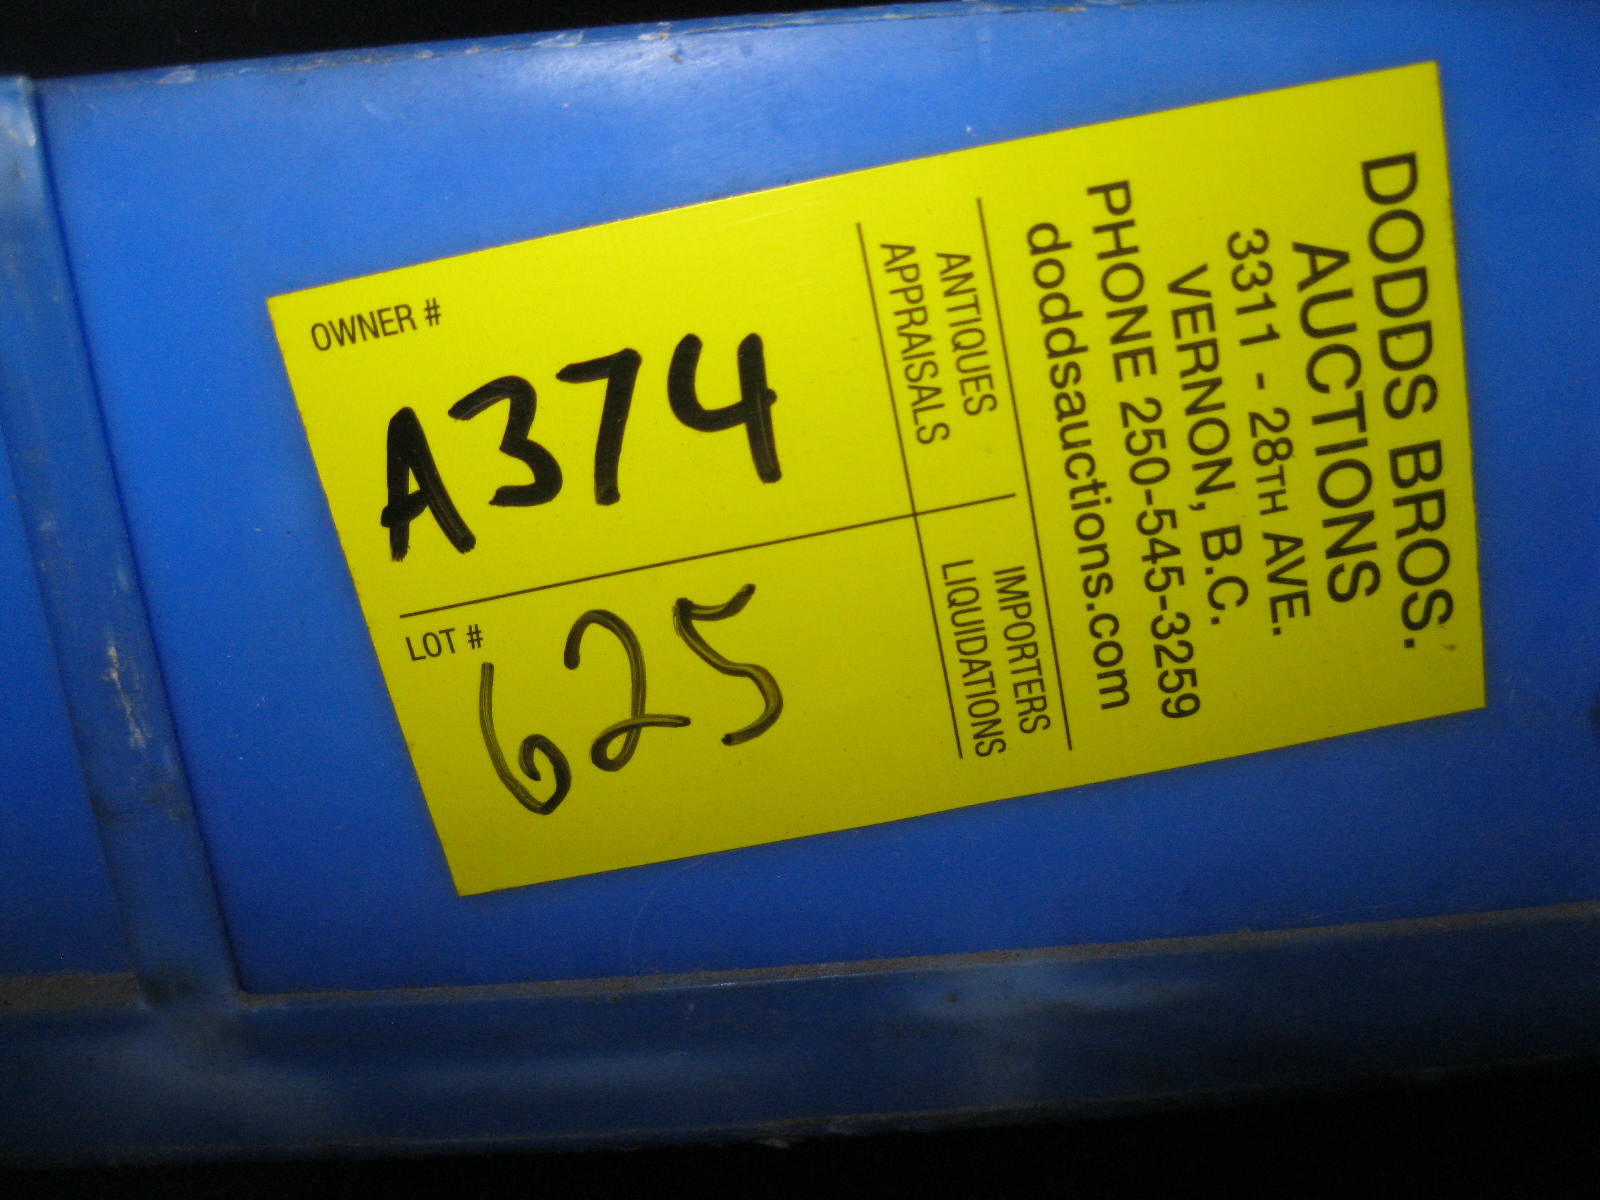 DODDS BROS.
AUCTIONS
3311 - 28TH AVE.
VERNON, B.C.
PHONE 250-545-3259
doddsauctions.com
ANTIQUES
APPRAISALS
IMPORTERS
LIQUIDATIONS
OWNER #
A374
LOT #
625